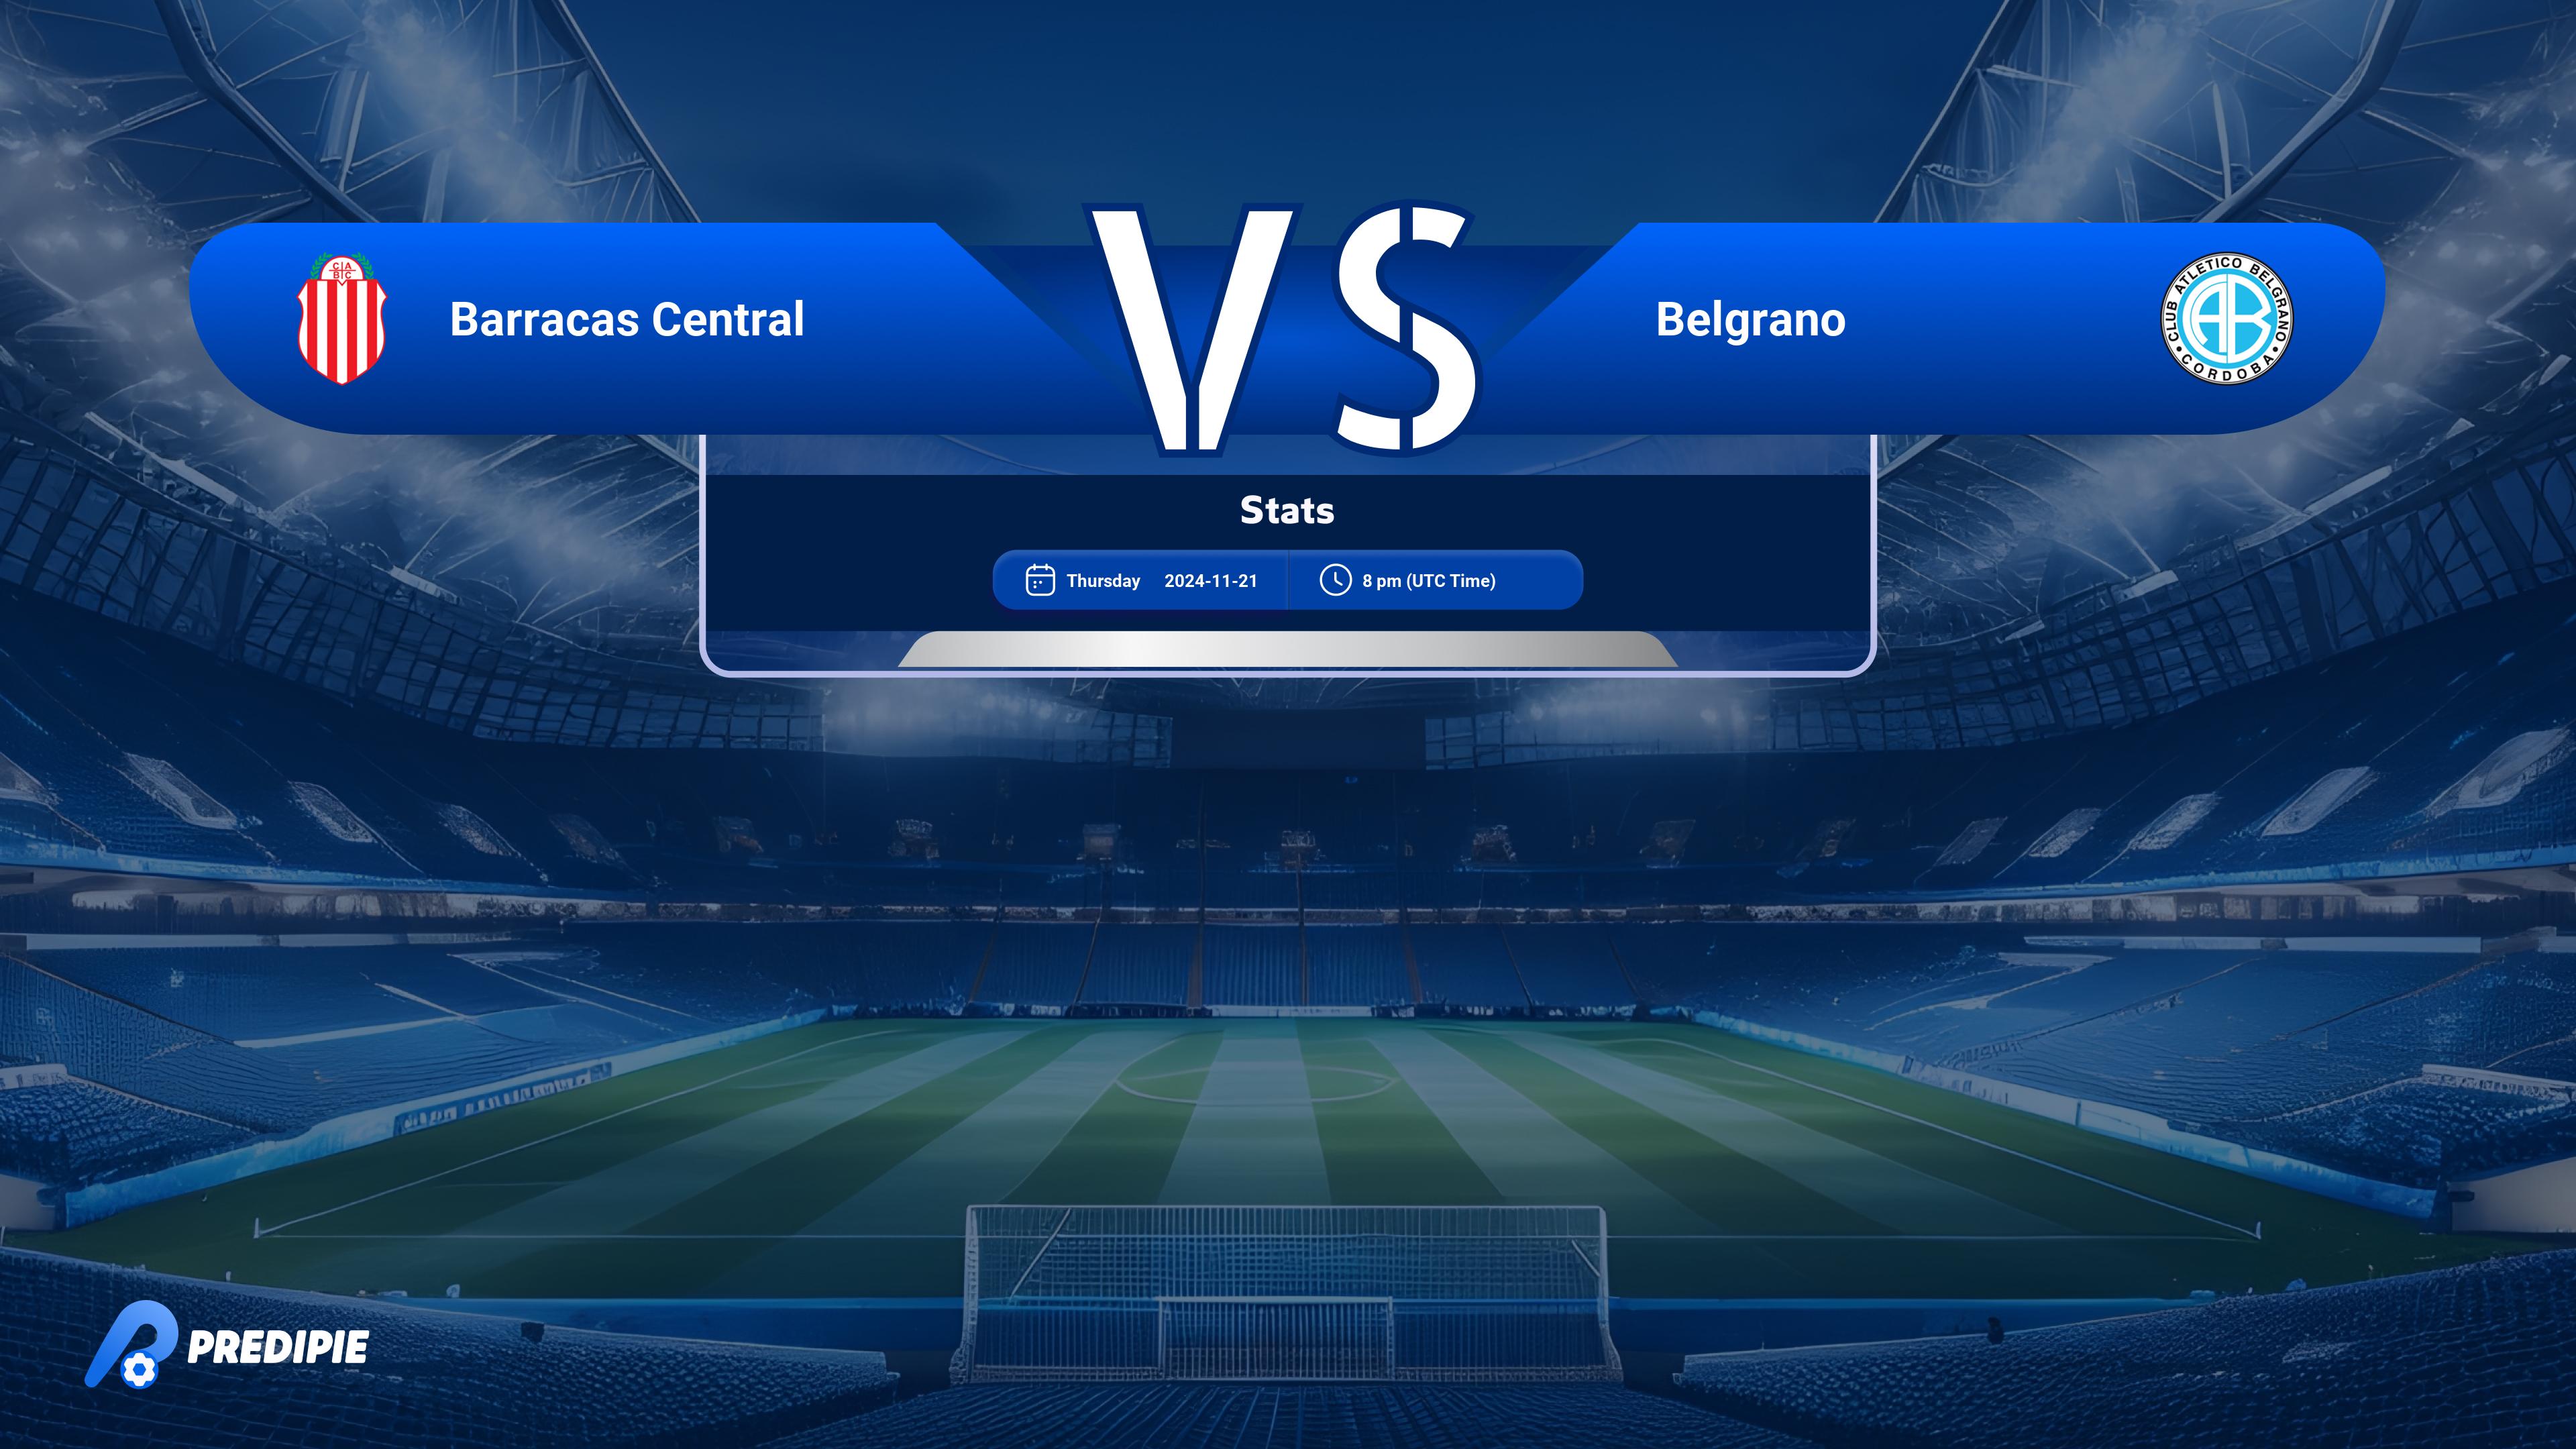 VS
CIA
BC
Barracas Central
Belgrano
CLUB ATLETICO BELGRANO
AB
• CORDOBA •
Stats
Thursday 2024-11-21 8 pm (UTC Time)
PREDIPIE